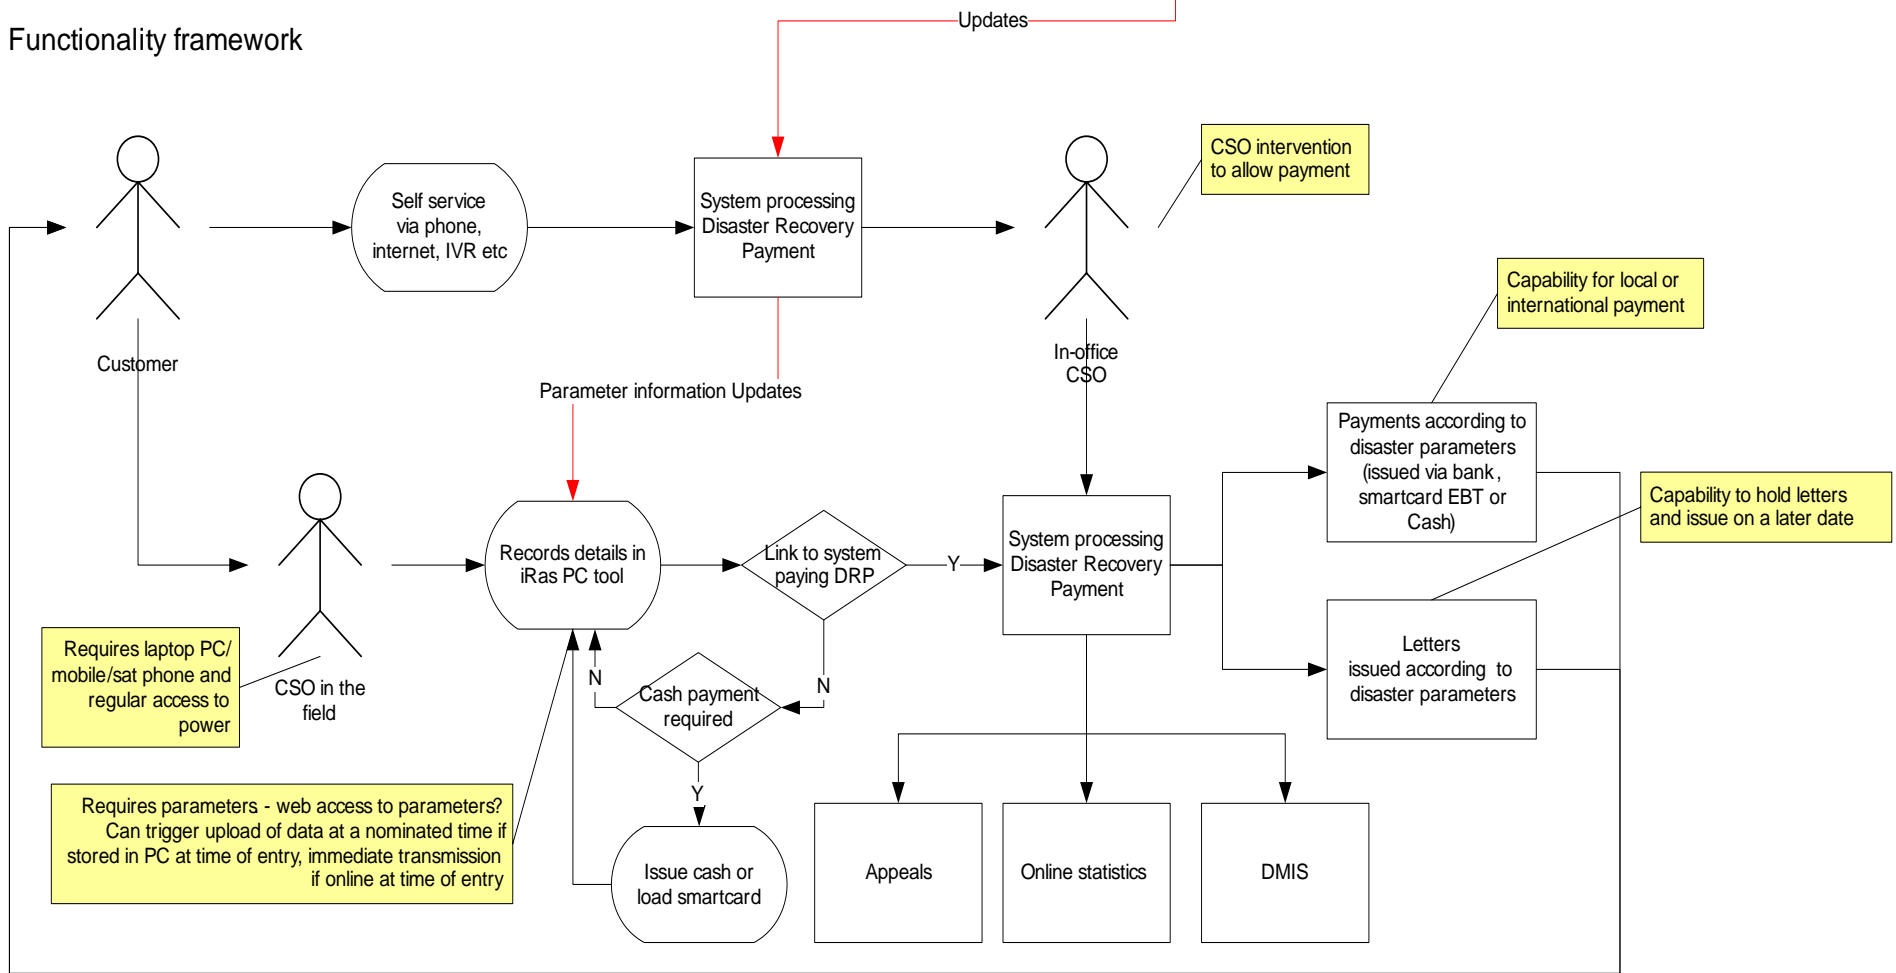 Updates
Functionality framework
CSO intervention
to allow payment
Self service
via phone,
internet, IVR etc
System processing
Disaster Recovery
Payment
Capability for local or
international payment
Customer
In-office
CSO
Parameter information Updates
Payments according to
disaster parameters
(issued via bank ,
smartcard EBT or
Cash)
Capability to hold letters
and issue on a later date
Records details in
iRas PC tool
Link to system
paying DRP
Y
System processing
Disaster Recovery
Payment
Letters
issued according to
disaster parameters
Requires laptop PC/
mobile/sat phone and
regular access to
power
CSO in the
field
N
Cash payment
required
N
Y
Requires parameters - web access to parameters?
Can trigger upload of data at a nominated time if
stored in PC at time of entry, immediate transmission
if online at time of entry
Issue cash or
load smartcard
Appeals
Online statistics
DMIS